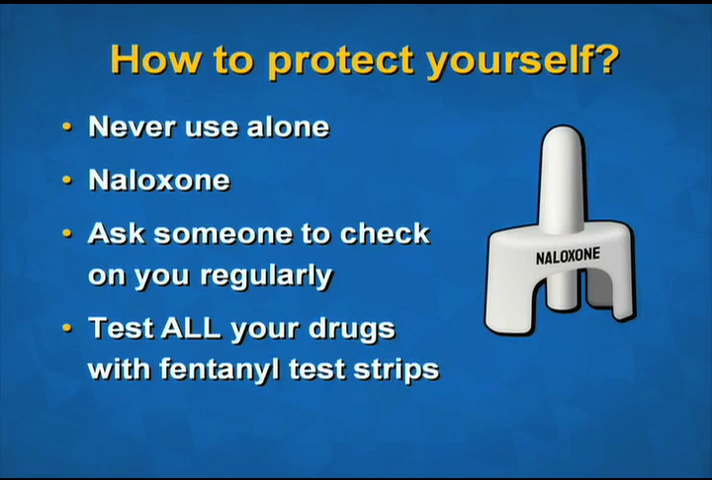 How to protect yourself?
• Never use alone
• Naloxone
• Ask someone to check
on you regularly
• Test ALL your drugs
with fentanyl test strips
NALOXONE